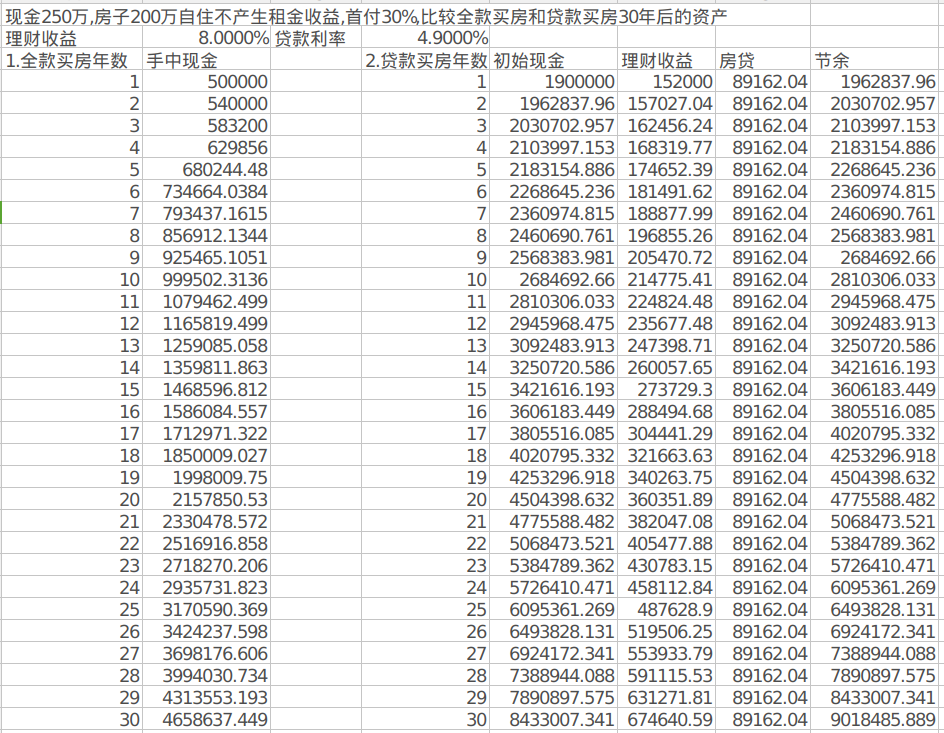 现金250万,房子200万自住不产生租金收益,首付30%,比较全款买房和贷款买房30年后的资产
理财收益 8.0000% 贷款利率 4.9000%
1.全款买房年数 手中现金 2.贷款买房年数 初始现金 理财收益 房贷 节余
1 500000 1 1900000 152000 89162.04 1962837.96
2 540000 2 1962837.96 157027.04 89162.04 2030702.957
3 583200 3 2030702.957 162456.24 89162.04 2103997.153
4 629856 4 2103997.153 168319.77 89162.04 2183154.886
5 680244.48 5 2183154.886 174652.39 89162.04 2268645.236
6 734664.0384 6 2268645.236 181491.62 89162.04 2360974.815
7 793437.1615 7 2360974.815 188877.99 89162.04 2460690.761
8 856912.1344 8 2460690.761 196855.26 89162.04 2568383.981
9 925465.1051 9 2568383.981 205470.72 89162.04 2684692.66
10 999502.3136 10 2684692.66 214775.41 89162.04 2810306.033
11 1079462.499 11 2810306.033 224824.48 89162.04 2945968.475
12 1165819.499 12 2945968.475 235677.48 89162.04 3092483.913
13 1259085.058 13 3092483.913 247398.71 89162.04 3250720.586
14 1359811.863 14 3250720.586 260057.65 89162.04 3421616.193
15 1468596.812 15 3421616.193 273729.3 89162.04 3606183.449
16 1586084.557 16 3606183.449 288494.68 89162.04 3805516.085
17 1712971.322 17 3805516.085 304441.29 89162.04 4020795.332
18 1850009.027 18 4020795.332 321663.63 89162.04 4253296.918
19 1998009.75 19 4253296.918 340263.75 89162.04 4504398.632
20 2157850.53 20 4504398.632 360351.89 89162.04 4775588.482
21 2330478.572 21 4775588.482 382047.08 89162.04 5068473.521
22 2516916.858 22 5068473.521 405477.88 89162.04 5384789.362
23 2718270.206 23 5384789.362 430783.15 89162.04 5726410.471
24 2935731.823 24 5726410.471 458112.84 89162.04 6095361.269
25 3170590.369 25 6095361.269 487628.9 89162.04 6493828.131
26 3424237.598 26 6493828.131 519506.25 89162.04 6924172.341
27 3698176.606 27 6924172.341 553933.79 89162.04 7388944.088
28 3994030.734 28 7388944.088 591115.53 89162.04 7890897.575
29 4313553.193 29 7890897.575 631271.81 89162.04 8433007.341
30 4658637.449 30 8433007.341 674640.59 89162.04 9018485.889